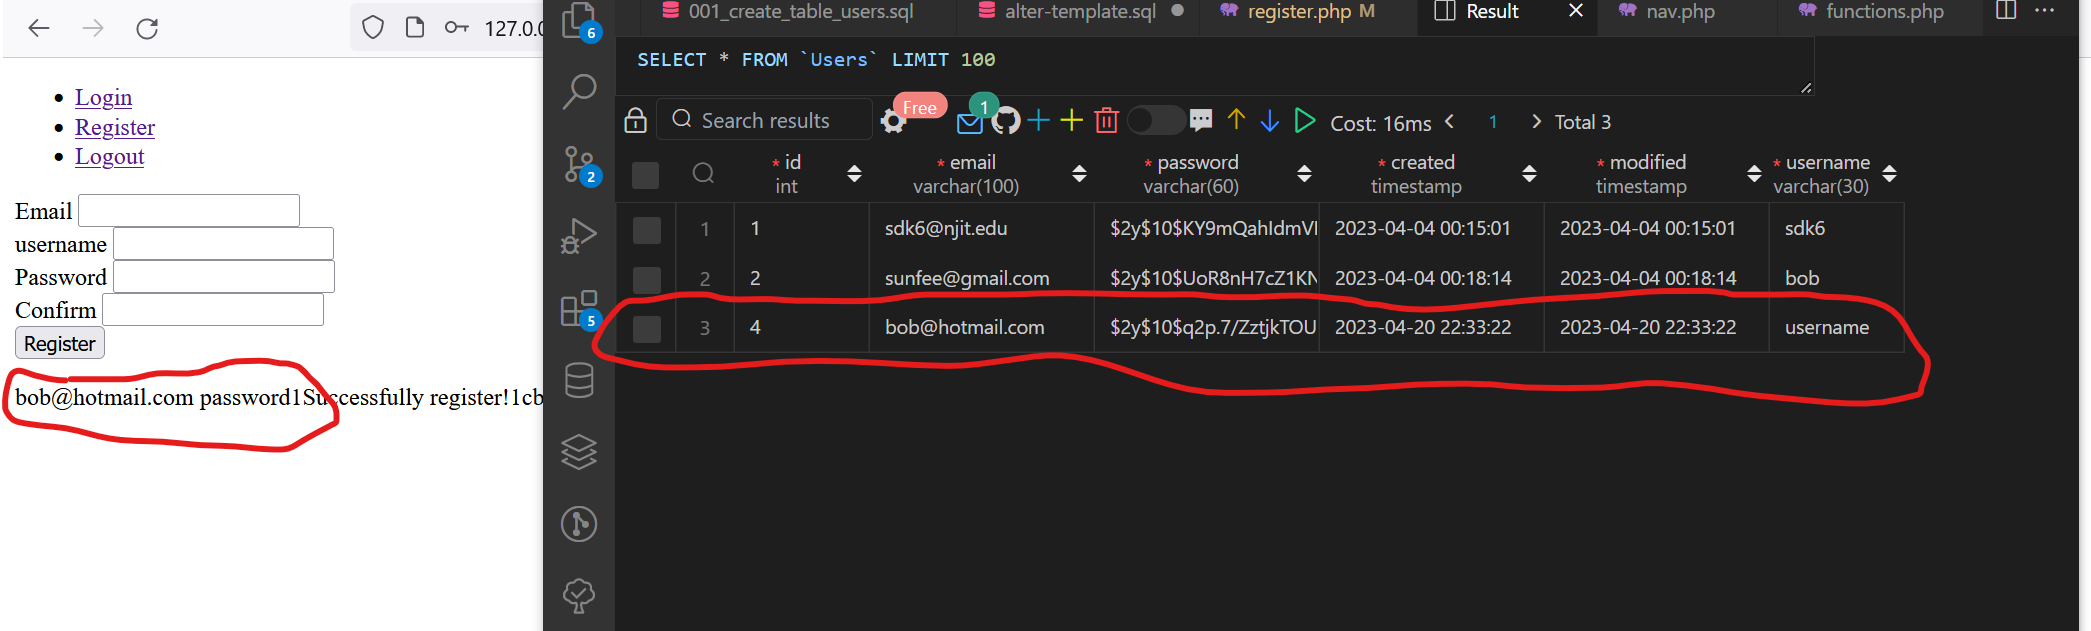 127.0.0
Login
Register
Logout
Email
username
Password
Confirm
Register
bob@hotmail.com password1Successfully register!1cb
6
2
5
001_create_table_users.sql
alter-template.sql
register.php M
Result
nav.php
functions.php
SELECT * FROM `Users` LIMIT 100
Search results
Free
1
Cost: 16ms
1
Total 3
* id * email * password * created * modified * username
int varchar(100) varchar(60) timestamp timestamp varchar(30)
1 1 sdk6@njit.edu $2y$10$KY9mQahIdmV 2023-04-04 00:15:01 2023-04-04 00:15:01 sdk6
2 2 sunfee@gmail.com $2y$10$UoR8nH7cZ1KN 2023-04-04 00:18:14 2023-04-04 00:18:14 bob
3 4 bob@hotmail.com $2y$10$q2p.7/ZztjkTOU 2023-04-20 22:33:22 2023-04-20 22:33:22 username